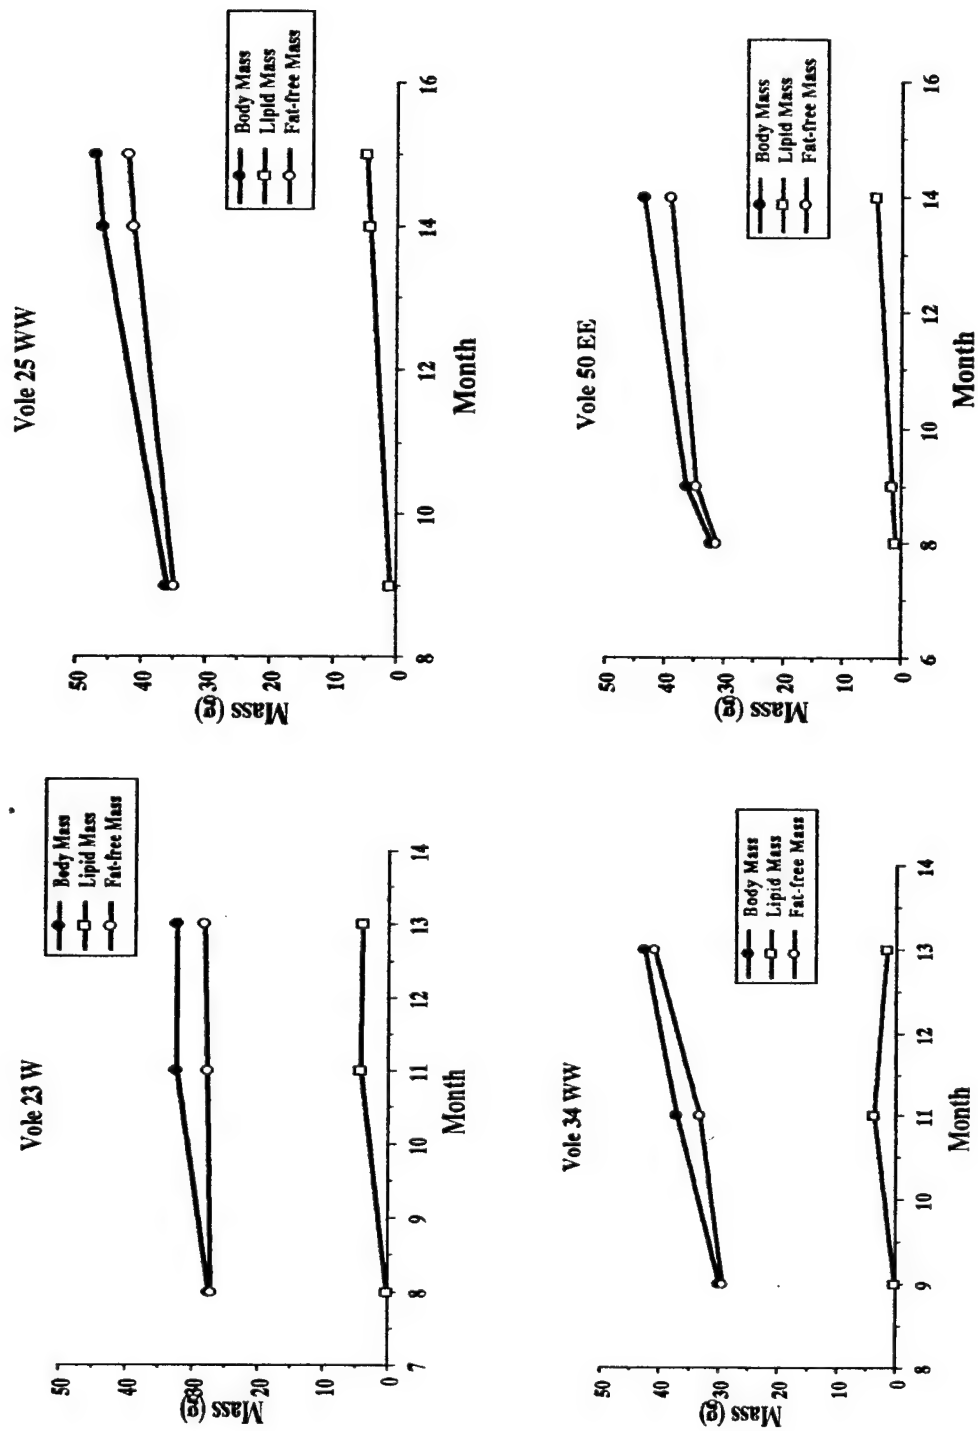 Vole 23 W
Body Mass
Lipid Mass
Fat-free Mass
50
40
30
20
10
0
Mass (g)
7
8
9
10
11
12
13
14
Month
Vole 25 WW
Body Mass
Lipid Mass
Fat-free Mass
50
40
30
20
10
0
Mass (g)
8
10
12
14
16
Month
Vole 34 WW
Body Mass
Lipid Mass
Fat-free Mass
50
40
30
20
10
0
Mass (g)
8
9
10
11
12
13
14
Month
Vole 50 EE
Body Mass
Lipid Mass
Fat-free Mass
50
40
30
20
10
0
Mass (g)
6
8
10
12
14
16
Month